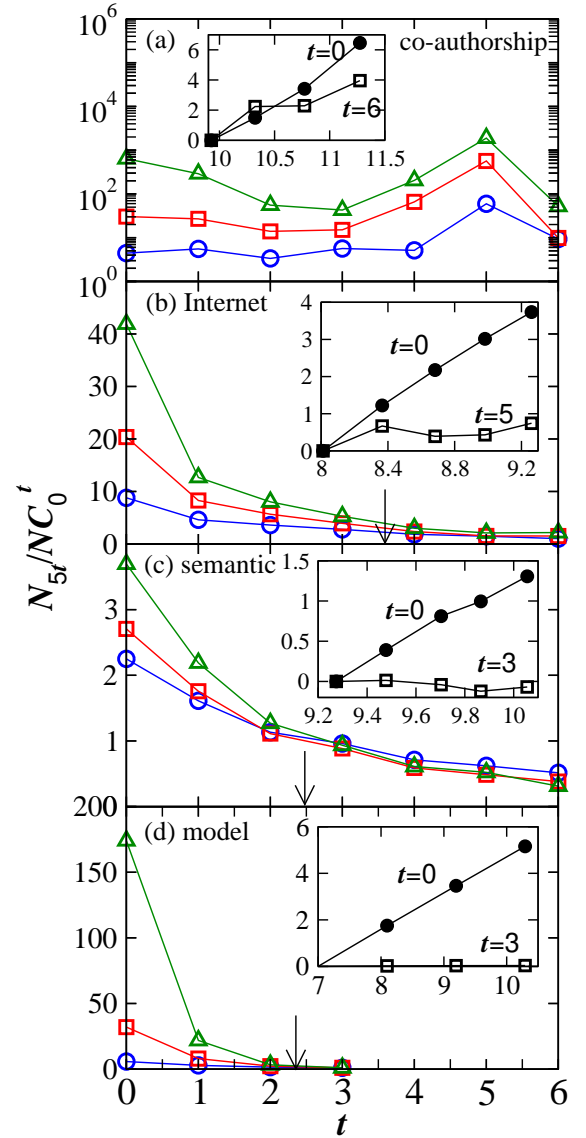 (a) co-authorship
10^6
10^4
10^2
10^0
6
4
2
0
t=0
t=6
10 10.5 11 11.5
(b) Internet
10
40
30
20
10
0
4
3
2
1
0
t=0
t=5
8 8.4 8.8 9.2
N_{5t}/NC_0^t
(c) semantic
3
2
1
1.5
1
0.5
0
t=0
t=3
9.2 9.4 9.6 9.8 10
(d) model
200
150
100
50
0
6
4
2
0
t=0
t=3
7 8 9 10
0 1 2 3 4 5 6
t